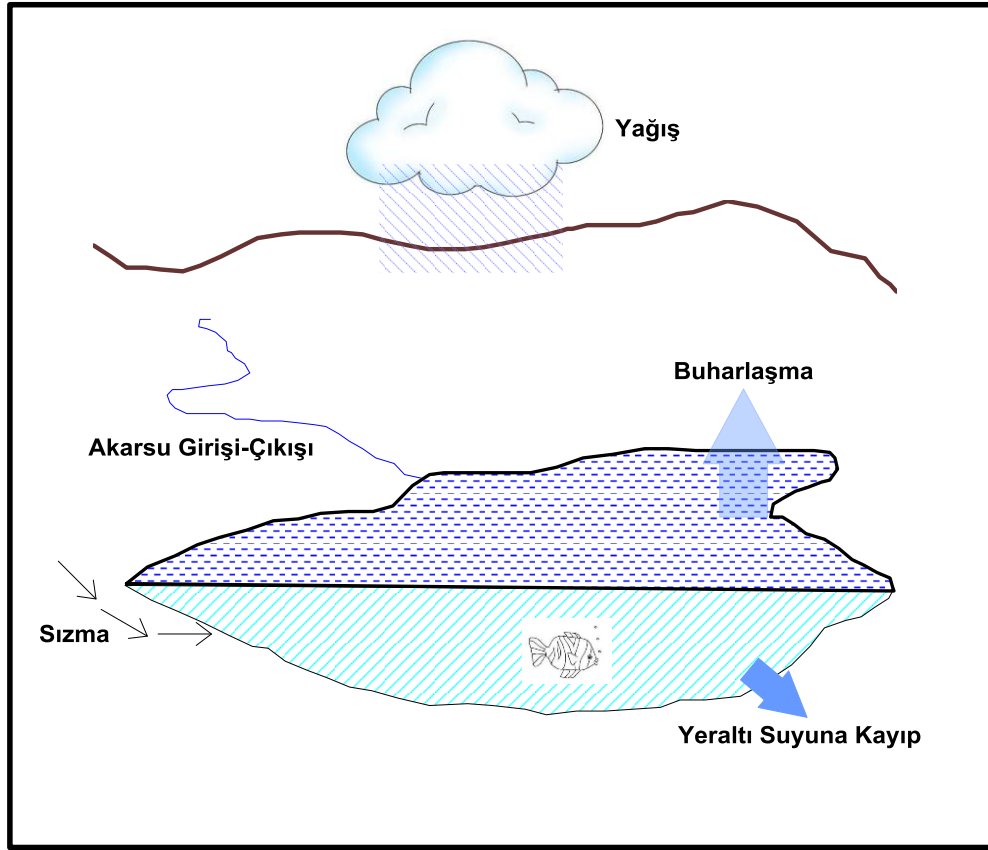 Yağış
Buharlaşma
Akarsu Girişi-Çıkışı
Sızma
Yeraltı Suyuna Kayıp